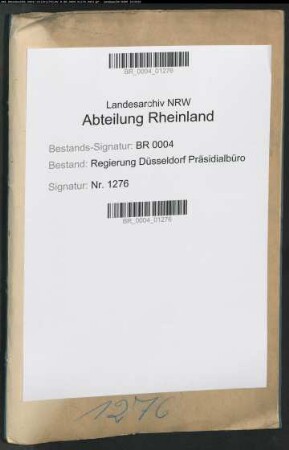 BR_0004_01276
Landesarchiv NRW
Abteilung Rheinland
Bestands-Signatur: BR 0004
Bestand: Regierung Düsseldorf Präsidialbüro
Signatur: Nr. 1276
BR_0004_01276
1276